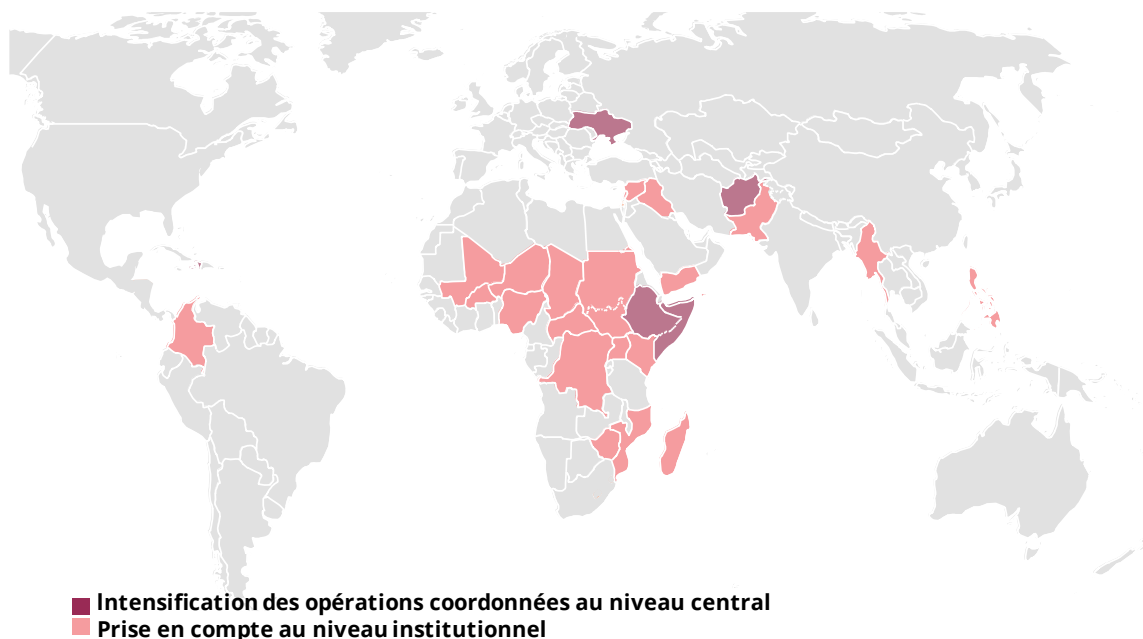 Intensification des opérations coordonnées au niveau central
Prise en compte au niveau institutionnel